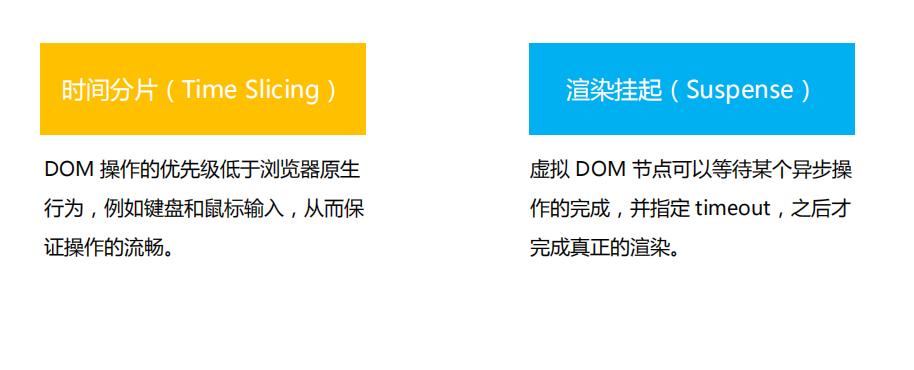 时间分片（Time Slicing）
DOM 操作的优先级低于浏览器原生
行为，例如键盘和鼠标输入，从而保
证操作的流畅。
渲染挂起（Suspense）
虚拟 DOM 节点可以等待某个异步操
作的完成，并指定 timeout，之后才
完成真正的渲染。